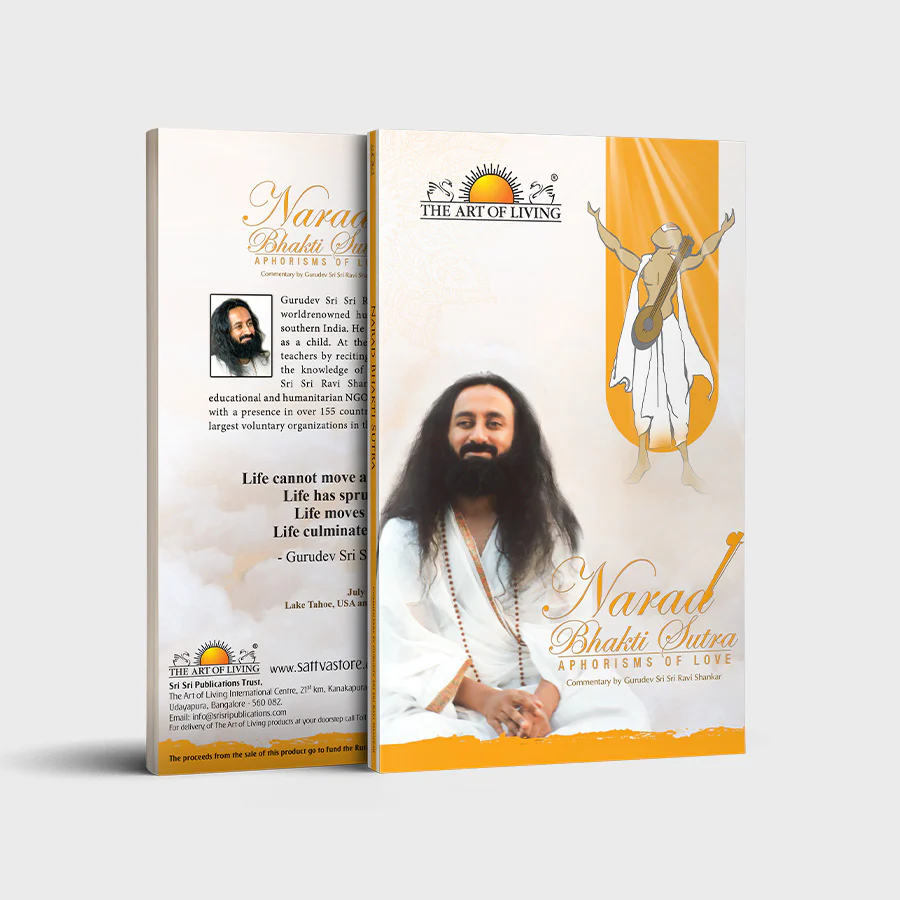 Narad
Bhakti Su
APHORISMS OF L
Commentary by Gurudev Sri Sri Ravi Sha
Gurudev Sri Sri R
worldrenowned hu
southern India. He
as a child. At the
teachers by reciting
the knowledge of
Sri Sri Ravi Shan
educational and humanitarian NGO
with a presence in over 155 countr
largest voluntary organizations in t
Life cannot move a
Life has spru
Life moves
Life culminate
- Gurudev Sri S
July
Lake Tahoe, USA an
®
THE ART OF LIVING
www.sattvastore.
Sri Sri Publications Trust,
The Art of Living International Centre, 21st km, Kanakapura
Udayapura, Bangalore - 560 082.
Email: info@srisripublications.com
For delivery of The Art of Living products at your doorstep call Toll
The proceeds from the sale of this product go to fund the Ru
NARAD BHAKTI SUTRA
®
THE ART OF LIVING
Narad
Bhakti Sutra
APHORISMS OF LOVE
Commentary by Gurudev Sri Sri Ravi Shankar